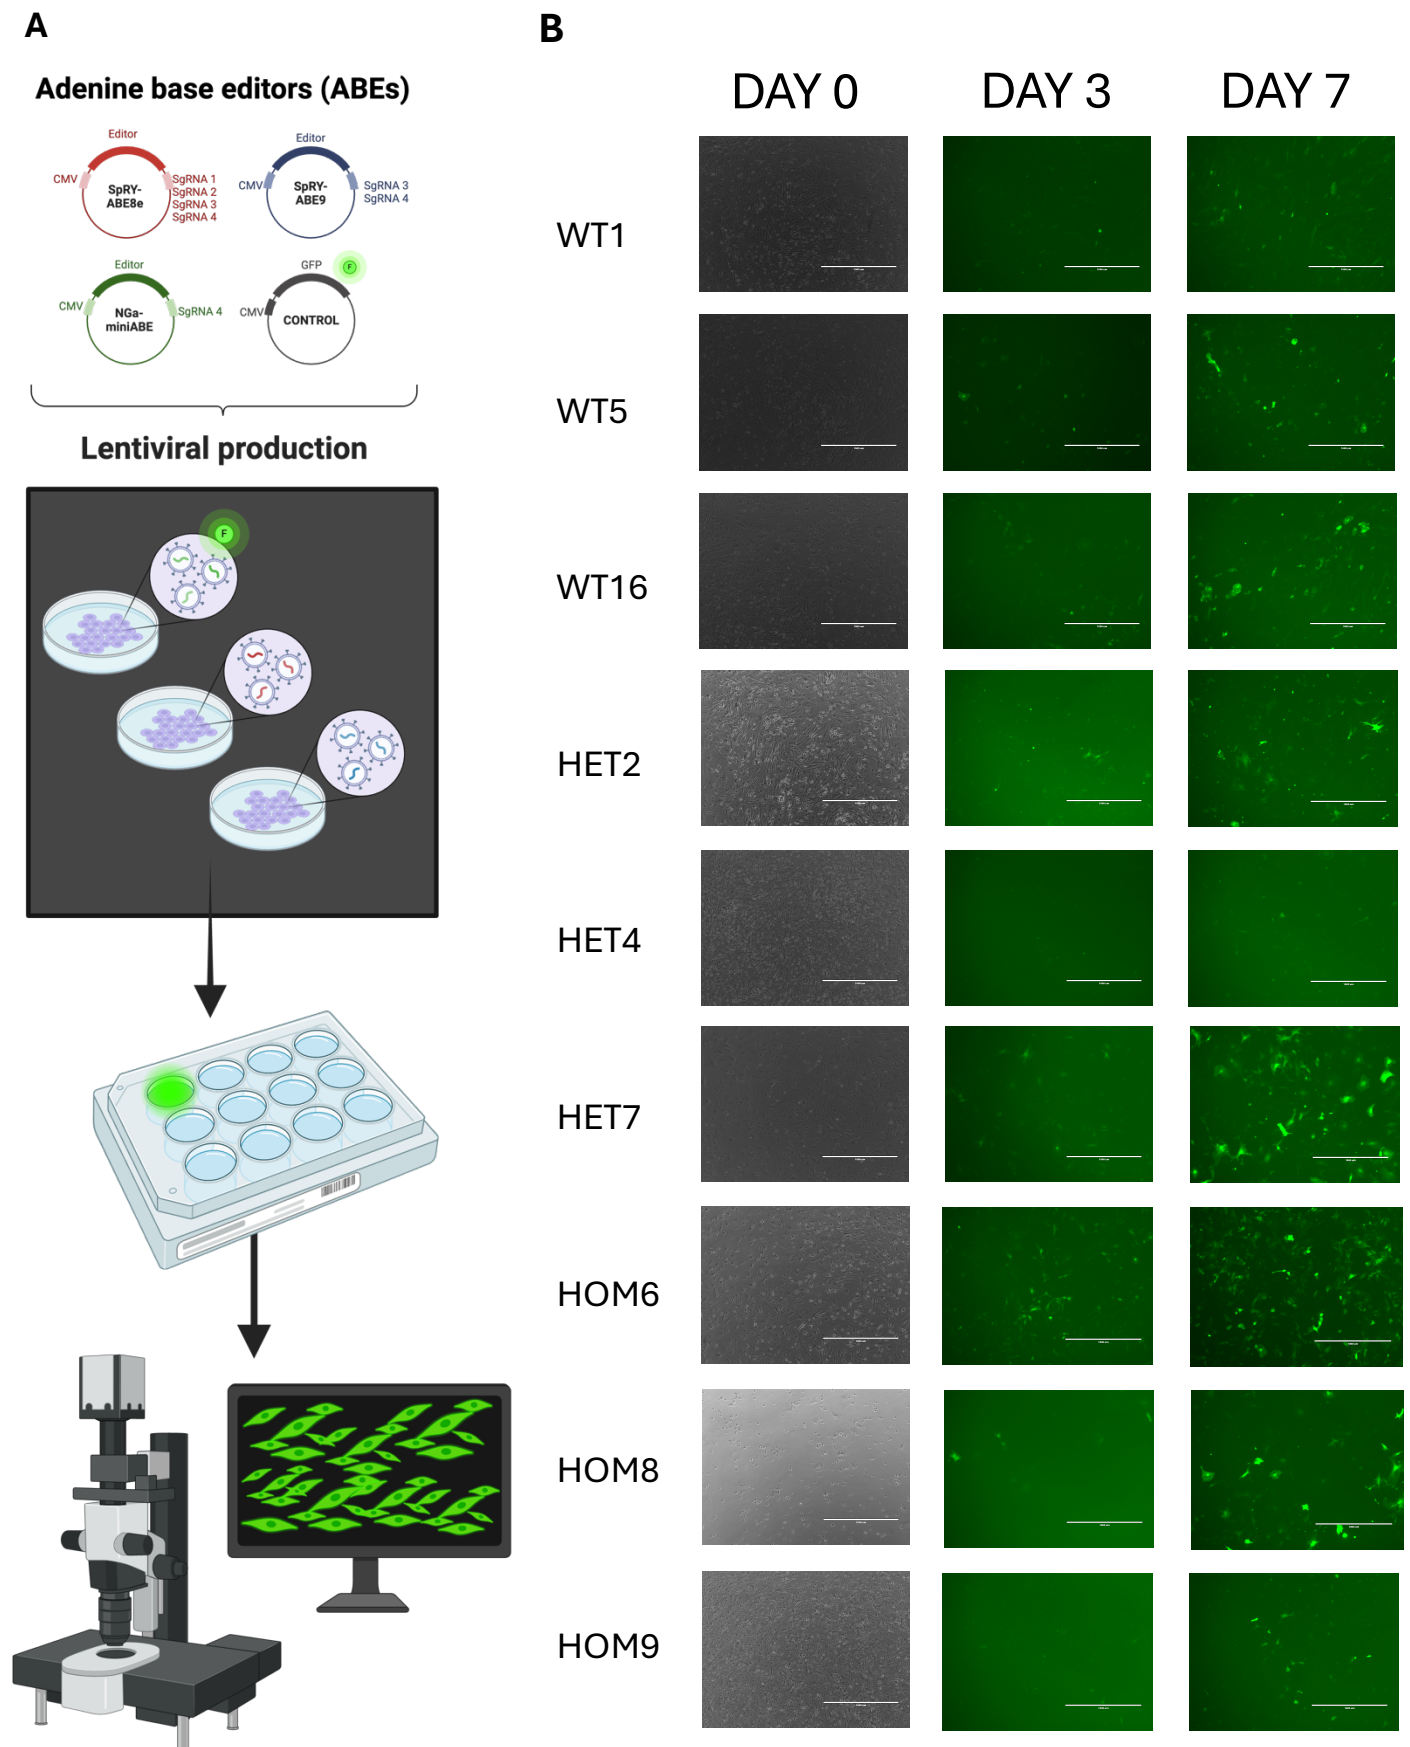 A
Adenine base editors (ABEs)
Editor
CMV
SpRY-
ABE8e
SgRNA 1
SgRNA 2
SgRNA 3
SgRNA 4
Editor
CMV
SpRY-
ABE9
SgRNA 3
SgRNA 4
Editor
CMV
NGa-
miniABE
SgRNA 4
GFP
F
CMV
CONTROL
Lentiviral production
F
B
DAY 0 DAY 3 DAY 7
WT1
WT5
WT16
HET2
HET4
HET7
HOM6
HOM8
HOM9